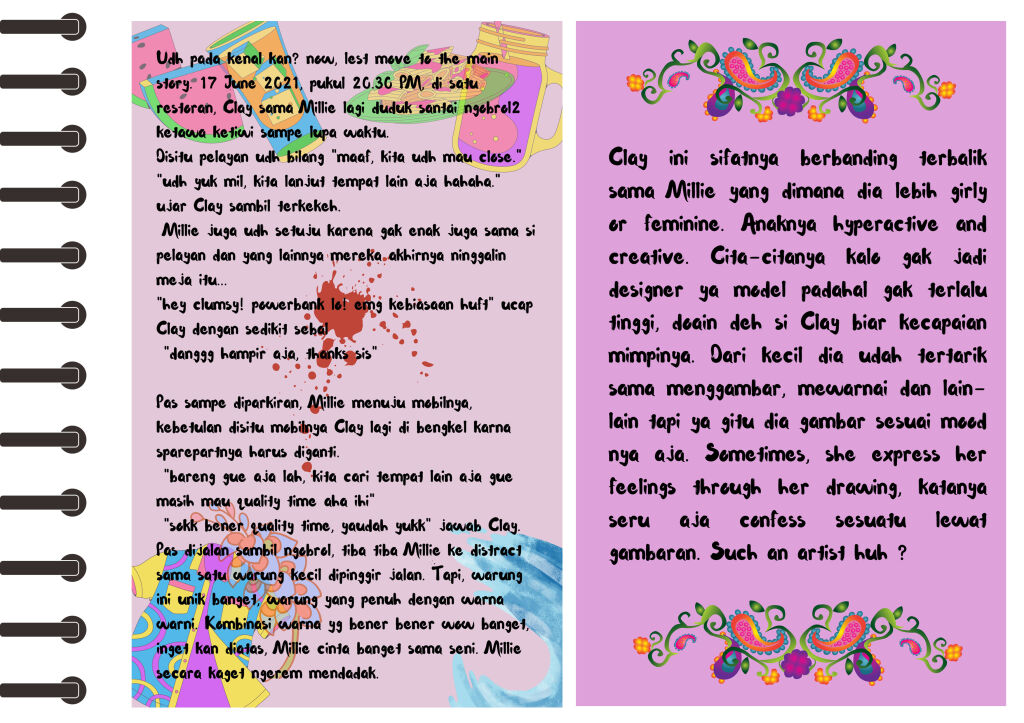 Udh pada kenal kan? now, lest move to the main
story. 17 June 2021, pukul 20.30 PM, di satu
restoran, Clay sama Millie lagi duduk santai ngobrol2
ketawa ketiwi sampe lupa waktu.
Disitu pelayan udh bilang "maaf, kita udh mau close."
"udh yuk mil, kita lanjut tempat lain aja hahaha."
ujar Clay sambil terkekeh.
Millie juga udh setuju karena gak enak juga sama si
pelayan dan yang lainnya mereka akhirnya ninggalin
meja itu...
"hey clumsy! powerbank lo! emg kebiasaan huft" ucap
Clay dengan sedikit sebal
"danggg hampir aja, thanks sis"
Pas sampe diparkiran, Millie menuju mobilnya,
kebetulan disitu mobilnya Clay lagi di bengkel karna
sparepartnya harus diganti.
"bareng gue aja lah, kita cari tempat lain aja gue
masih mau quality time aha ihi"
"sokk bener quality time, yaudah yukk" jawab Clay.
Pas dijalan sambil ngobrol, tiba tiba Millie ke distract
sama satu warung kecil dipinggir jalan. Tapi, warung
ini unik banget, warung yang penuh dengan warna
warni. Kombinasi warna yg bener bener wow banget,
inget kan diatas, Millie cinta banget sama seni. Millie
secara kaget ngerem mendadak.
Clay ini sifatnya berbanding terbalik
sama Millie yang dimana dia lebih girly
or feminine. Anaknya hyperactive and
creative. Cita-citanya kalo gak jadi
designer ya model padahal gak terlalu
tinggi, doain deh si Clay biar kecapaian
mimpinya. Dari kecil dia udah tertarik
sama menggambar, mewarnai dan lain-
lain tapi ya gitu dia gambar sesuai mood
nya aja. Sometimes, she express her
feelings through her drawing, katanya
seru aja confess sesuatu lewat
gambaran. Such an artist huh ?